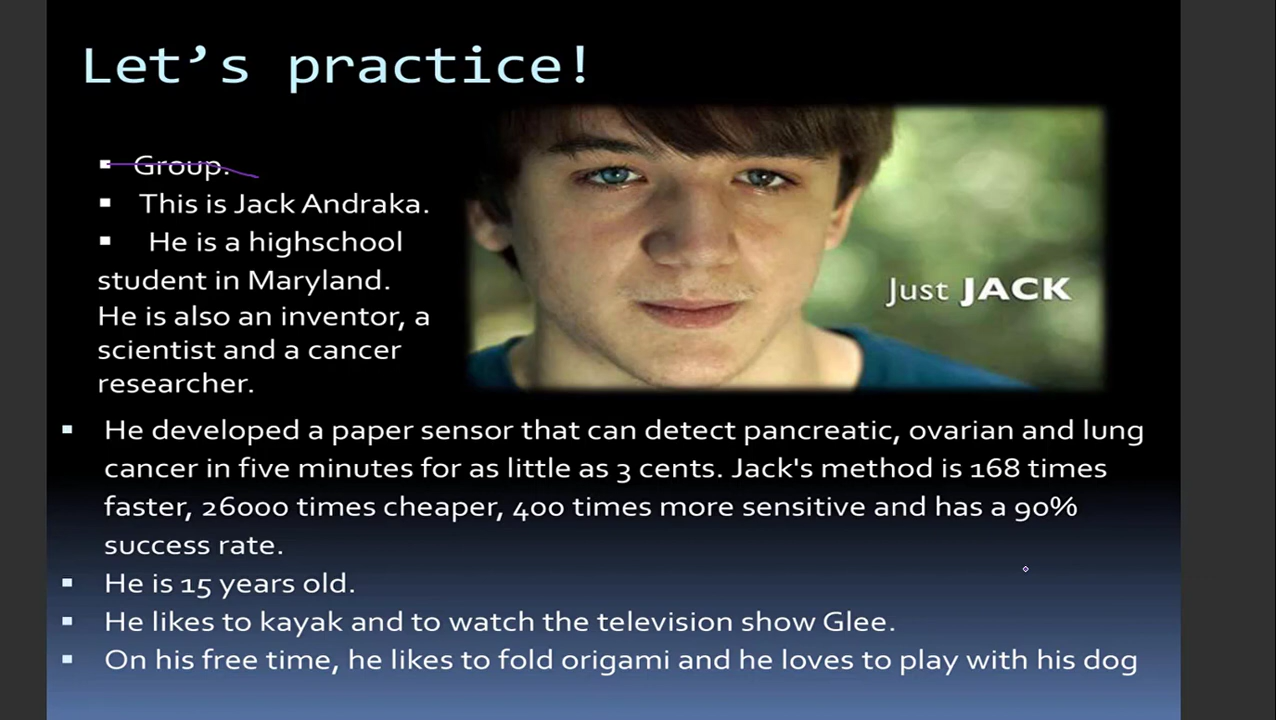 Let's practice!
Group.
This is Jack Andraka.
He is a highschool
student in Maryland.
He is also an inventor, a
scientist and a cancer
researcher.
Just JACK
He developed a paper sensor that can detect pancreatic, ovarian and lung
cancer in five minutes for as little as 3 cents. Jack's method is 168 times
faster, 26000 times cheaper, 400 times more sensitive and has a 90%
success rate.
He is 15 years old.
He likes to kayak and to watch the television show Glee.
On his free time, he likes to fold origami and he loves to play with his dog